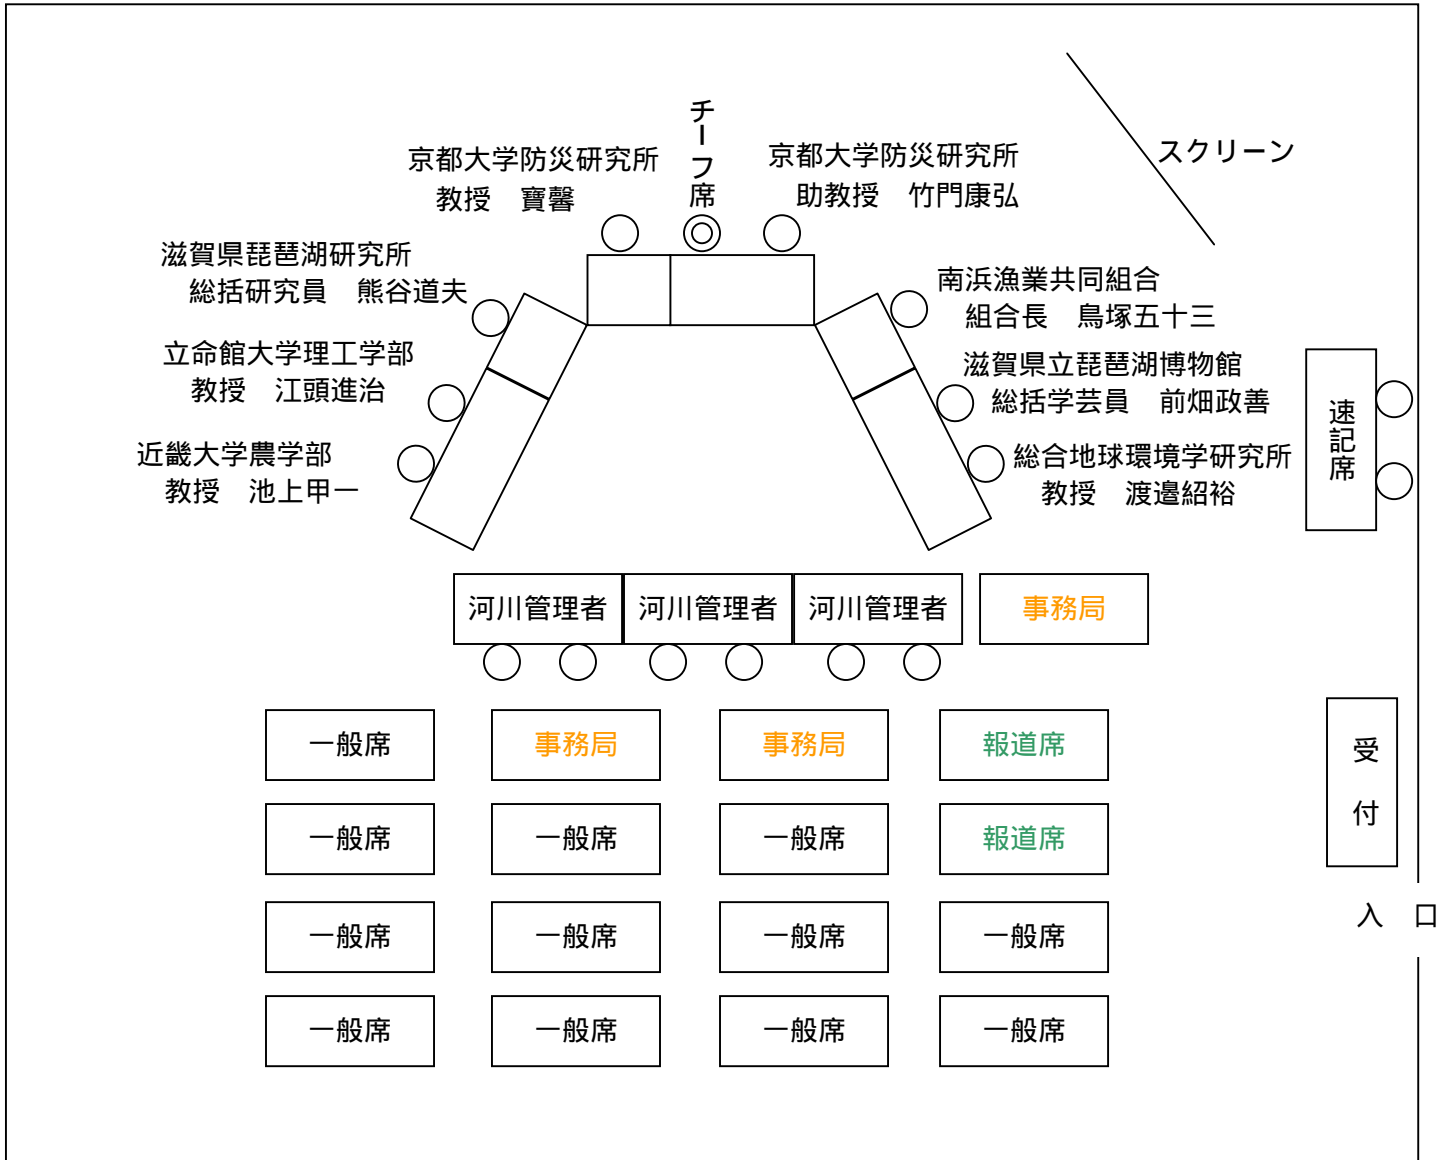 チーフ席
京都大学防災研究所
教授　寶馨
京都大学防災研究所
助教授　竹門康弘
スクリーン
滋賀県琵琶湖研究所
総括研究員　熊谷道夫
立命館大学理工学部
教授　江頭進治
近畿大学農学部
教授　池上甲一
南浜漁業共同組合
組合長　鳥塚五十三
滋賀県立琵琶湖博物館
総括学芸員　前畑政善
総合地球環境学研究所
教授　渡邉紹裕
速記席
河川管理者
河川管理者
河川管理者
事務局
一般席
事務局
事務局
報道席
受付
一般席
一般席
一般席
報道席
入口
一般席
一般席
一般席
一般席
一般席
一般席
一般席
一般席